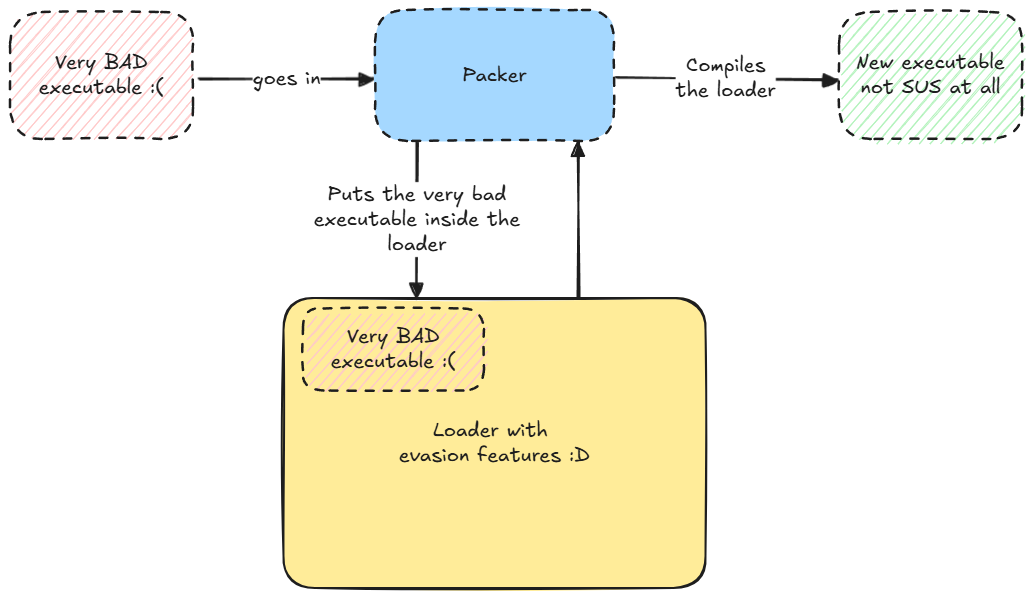 Very BAD
executable :(
goes in
Packer
Compiles
the loader
New executable
not SUS at all
Puts the very bad
executable inside the
loader
Very BAD
executable :(
Loader with
evasion features :D